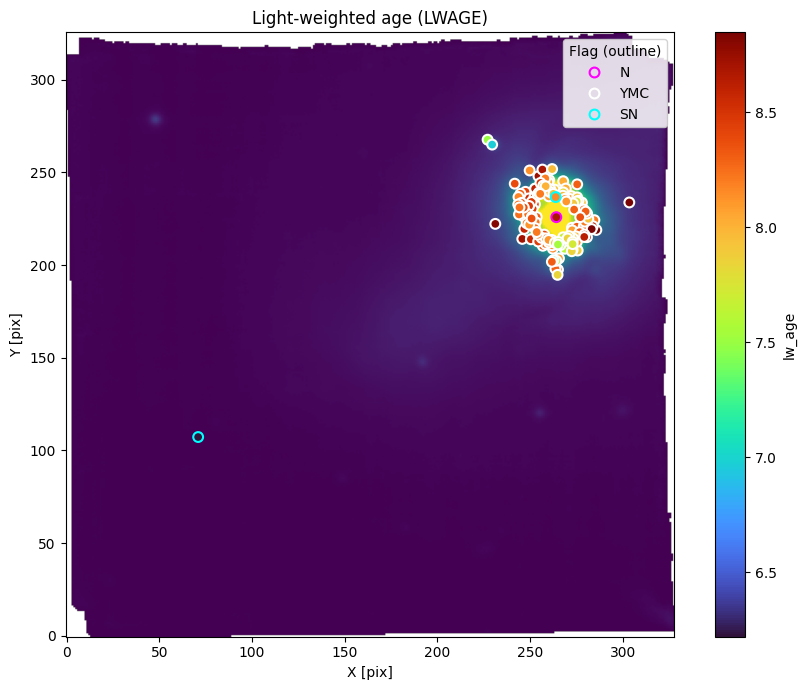 Light-weighted age (LWAGE)
Flag (outline)
N
YMC
SN
300
250
200
150
100
50
0
Y [pix]
0
50
100
150
200
250
300
X [pix]
8.5
8.0
7.5
7.0
6.5
lw_age